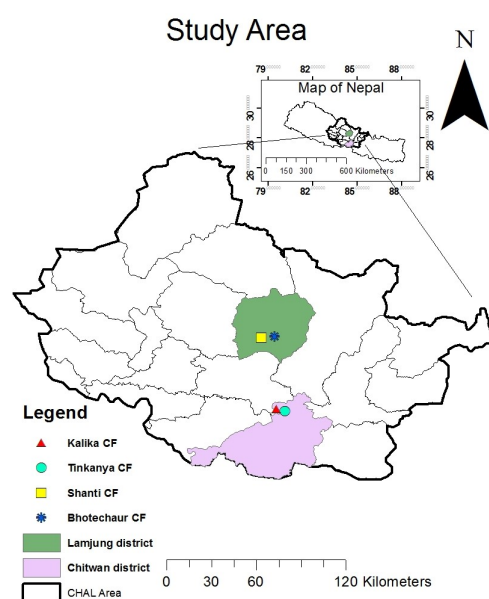 Study Area
N
79 82 85 88
Map of Nepal
30 30
28 28
26 26
0 150 300 600 Kilometers
79 82 85 88
Legend
Kalika CF
Tinkanya CF
Shanti CF
Bhotechaur CF
Lamjung district
Chitwan district
CHAL Area
0 30 60 120 Kilometers